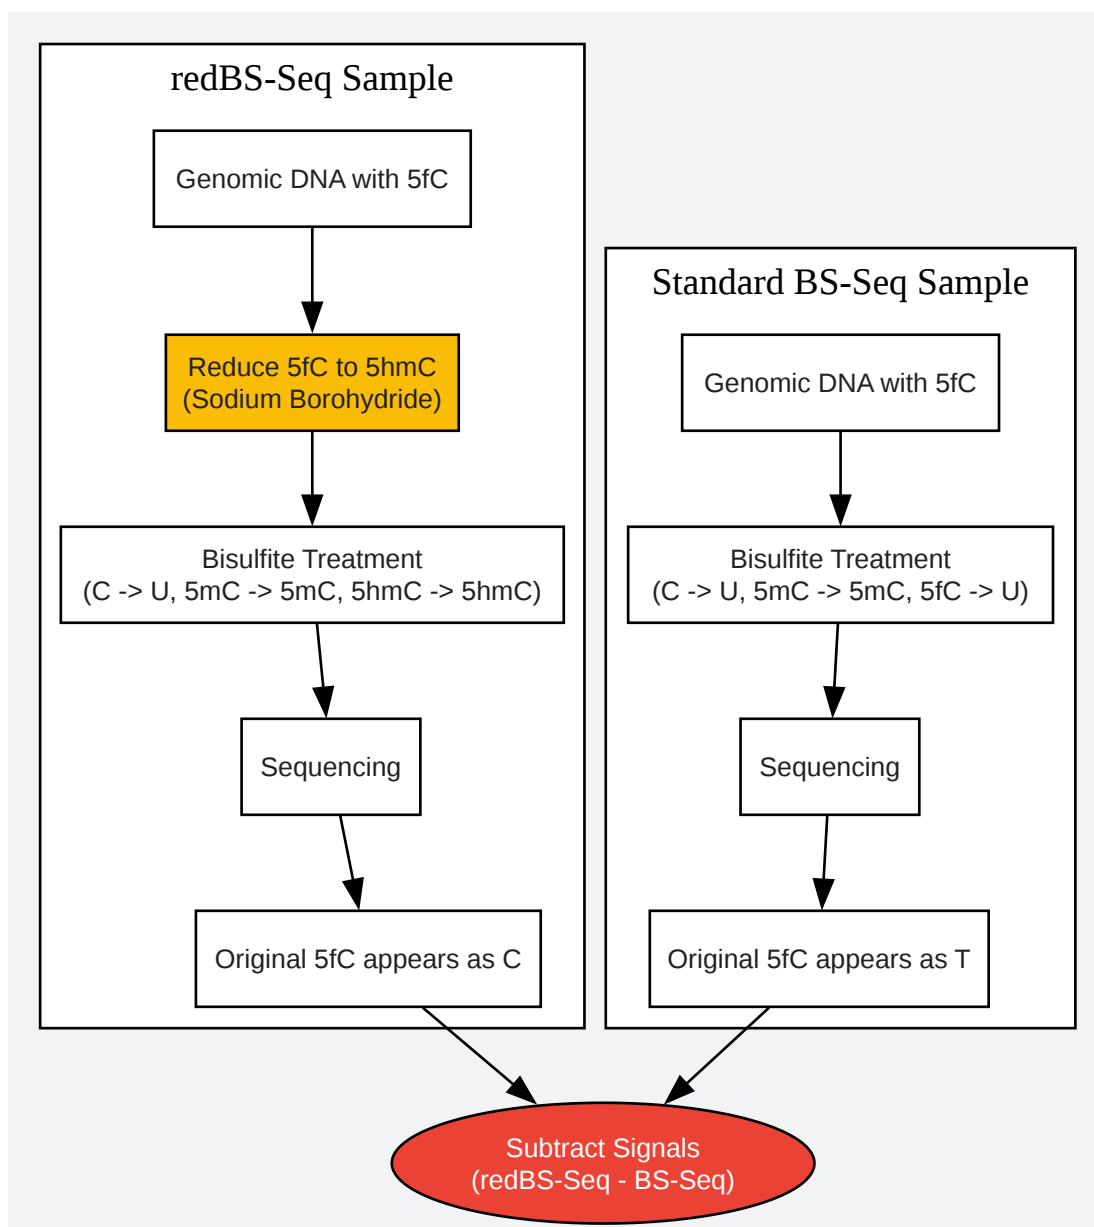 redBS-Seq Sample
Genomic DNA with 5fC
Reduce 5fC to 5hmC
(Sodium Borohydride)
Bisulfite Treatment
(C -> U, 5mC -> 5mC, 5hmC -> 5hmC)
Sequencing
Original 5fC appears as C
Standard BS-Seq Sample
Genomic DNA with 5fC
Bisulfite Treatment
(C -> U, 5mC -> 5mC, 5fC -> U)
Sequencing
Original 5fC appears as T
Subtract Signals
(redBS-Seq - BS-Seq)